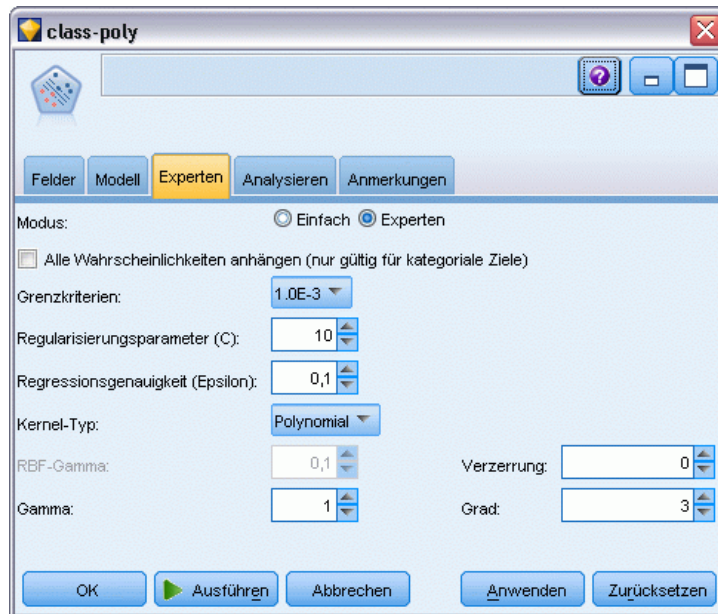 class-poly
?
Felder Modell Experten Analysieren Anmerkungen
Modus: Einfach Experten
Alle Wahrscheinlichkeiten anhängen (nur gültig für kategoriale Ziele)
Grenzkriterien: 1.0E-3
Regularisierungsparameter (C): 10
Regressionsgenauigkeit (Epsilon): 0,1
Kernel-Typ: Polynomial
RBF-Gamma: 0,1 Verzerrung: 0
Gamma: 1 Grad: 3
OK Ausführen Abbrechen Anwenden Zurücksetzen